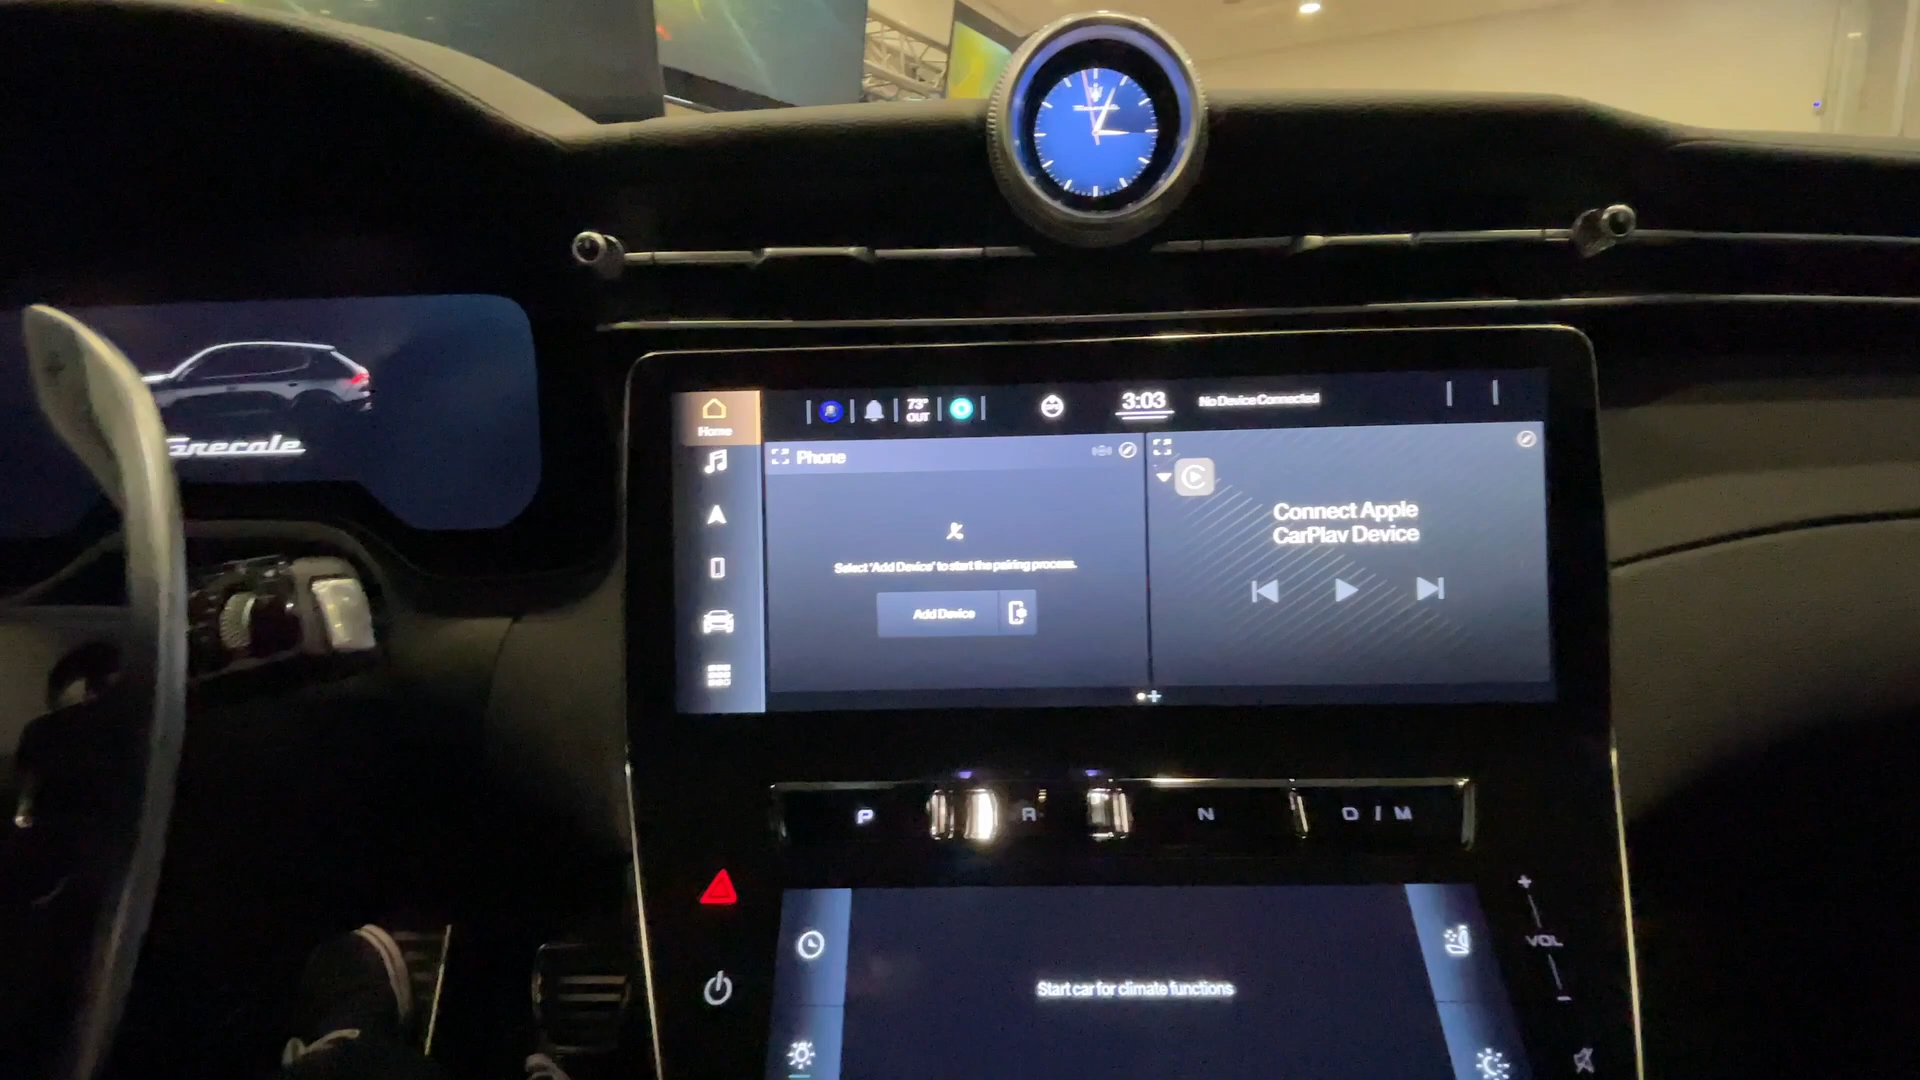 Maserati
Grecale
Home
73°
OUT
3:03
No Device Connected
Phone
Select 'Add Device' to start the pairing process.
Add Device
Connect Apple
CarPlay Device
P
R
N
D / M
+
VOL
-
Start car for climate functions